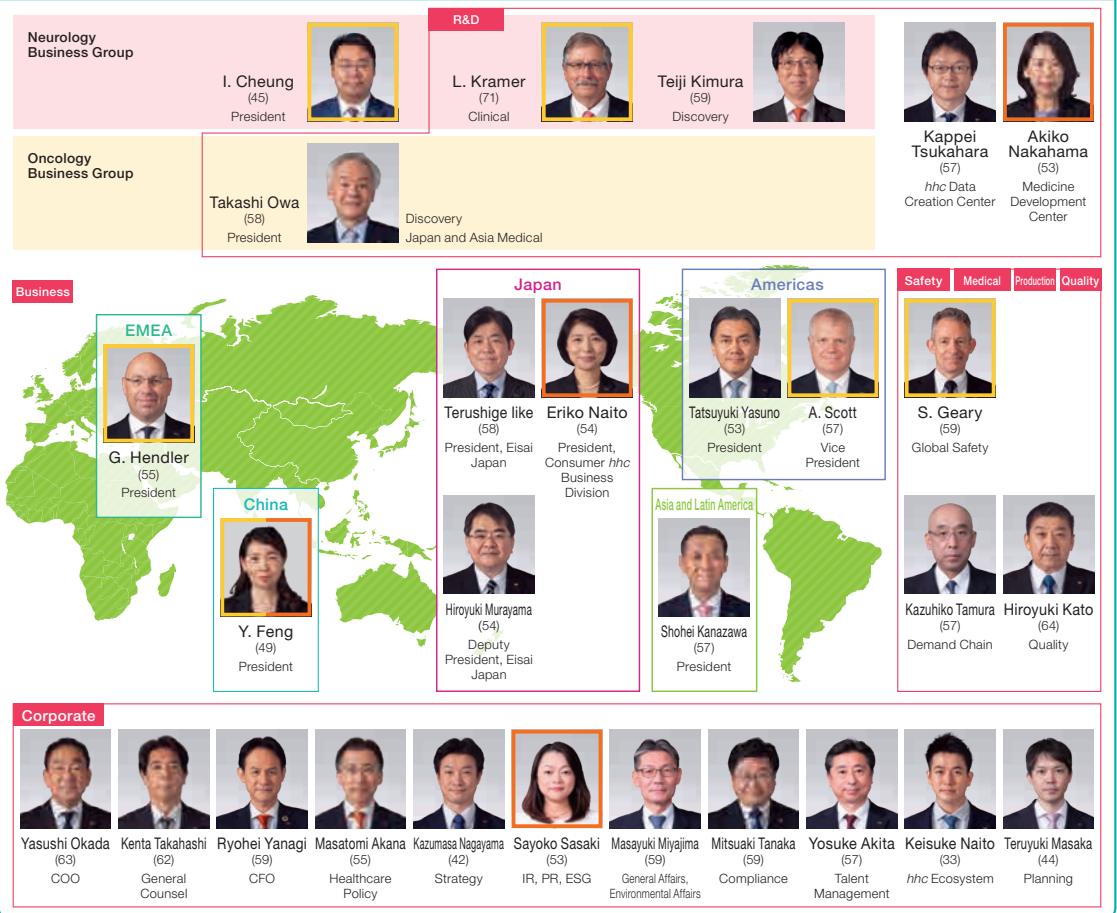 R&D
Neurology
Business Group
I. Cheung
(45)
President
L. Kramer
(71)
Clinical
Teiji Kimura
(59)
Discovery
Kappei
Tsukahara
(57)
hhc Data
Creation Center
Akiko
Nakahama
(53)
Medicine
Development
Center
Oncology
Business Group
Takashi Owa
(58)
President
Discovery
Japan and Asia Medical
Business
EMEA
G. Hendler
(55)
President
China
Y. Feng
(49)
President
Japan
Terushige Iike
(58)
President, Eisai
Japan
Eriko Naito
(54)
President,
Consumer hhc
Business
Division
Hiroyuki Murayama
(54)
Deputy
President, Eisai
Japan
Americas
Tatsuyuki Yasuno
(53)
President
A. Scott
(57)
Vice
President
Asia and Latin America
Shohei Kanazawa
(57)
President
Safety
Medical
Production
Quality
S. Geary
(59)
Global Safety
Kazuhiko Tamura
(57)
Demand Chain
Hiroyuki Kato
(64)
Quality
Corporate
Yasushi Okada
(63)
COO
Kenta Takahashi
(62)
General
Counsel
Ryohei Yanagi
(59)
CFO
Masatomi Akana
(55)
Healthcare
Policy
Kazumasa Nagayama
(42)
Strategy
Sayoko Sasaki
(53)
IR, PR, ESG
Masayuki Miyajima
(59)
General Affairs,
Environmental Affairs
Mitsuaki Tanaka
(59)
Compliance
Yosuke Akita
(57)
Talent
Management
Keisuke Naito
(33)
hhc Ecosystem
Teruyuki Masaka
(44)
Planning